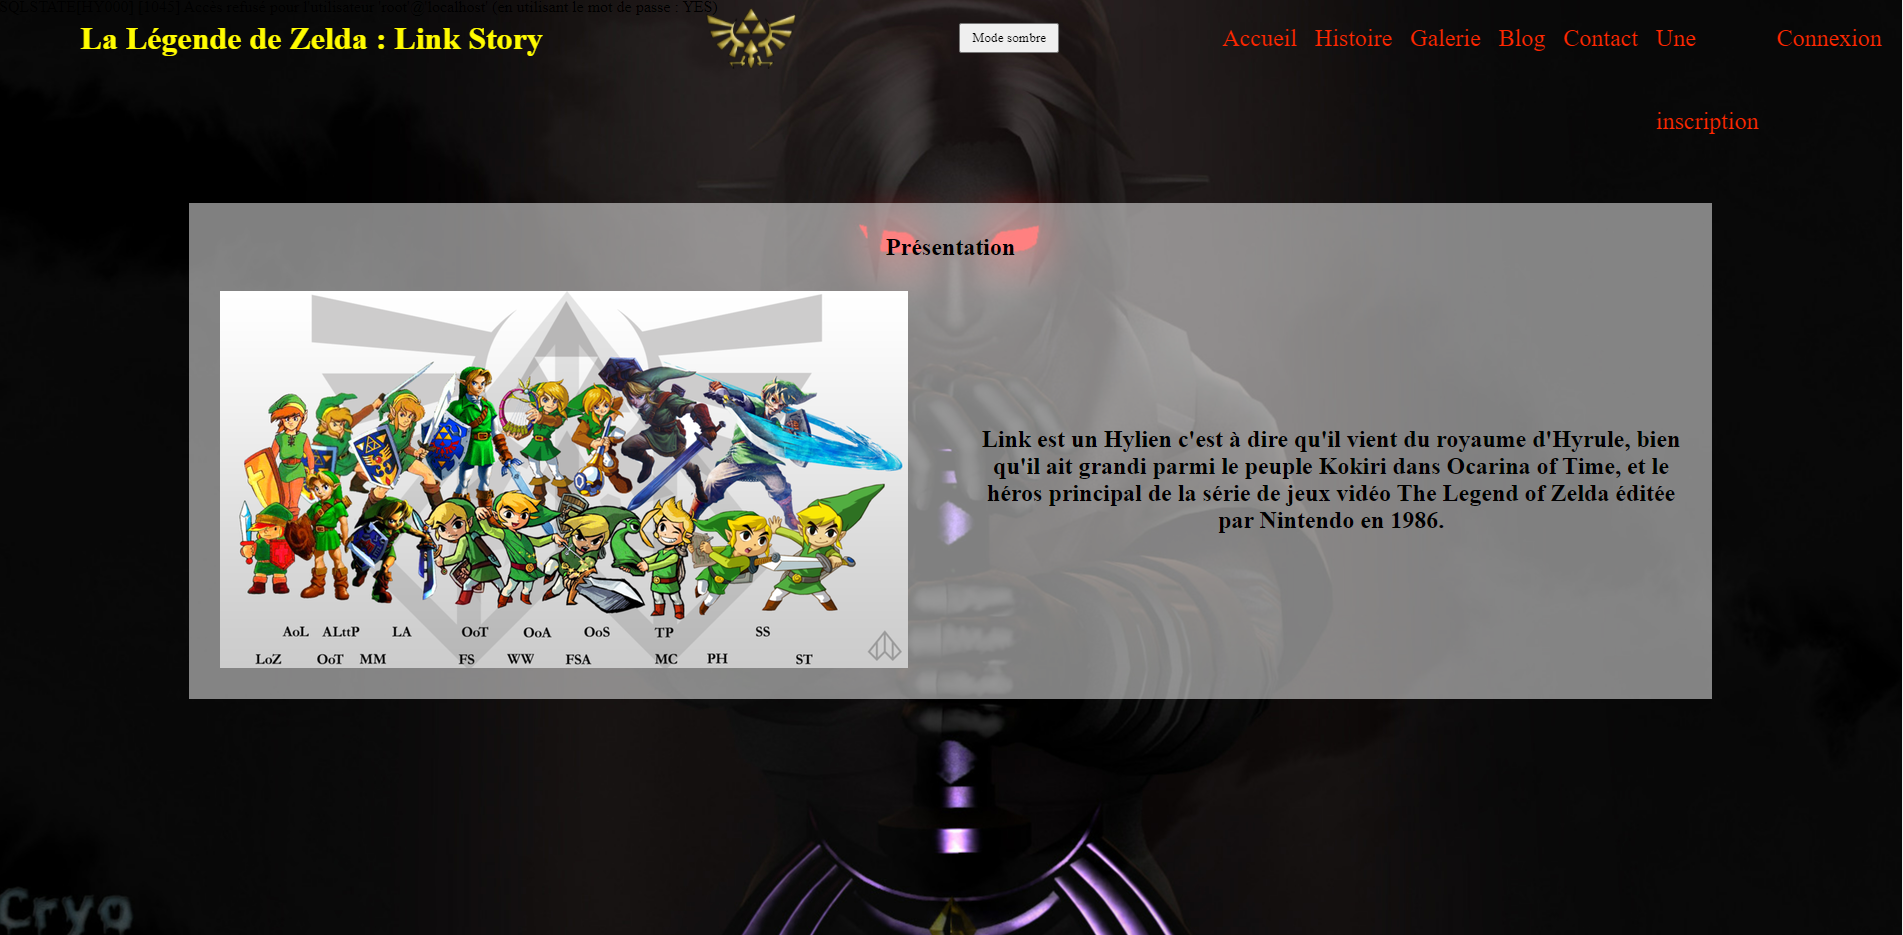 SQLSTATE[HY000] [1045] Accès refusé pour l'utilisateur 'root'@'localhost' (en utilisant le mot de passe : YES)
La Légende de Zelda : Link Story
Mode sombre
Accueil Histoire Galerie Blog Contact Une Connexion
inscription
Présentation
Link est un Hylien c'est à dire qu'il vient du royaume d'Hyrule, bien
qu'il ait grandi parmi le peuple Kokiri dans Ocarina of Time, et le
héros principal de la série de jeux vidéo The Legend of Zelda éditée
par Nintendo en 1986.
AoL ALttP LA OoT OoA OoS TP SS
LoZ OoT MM FS WW FSA MC PH ST
Cryo